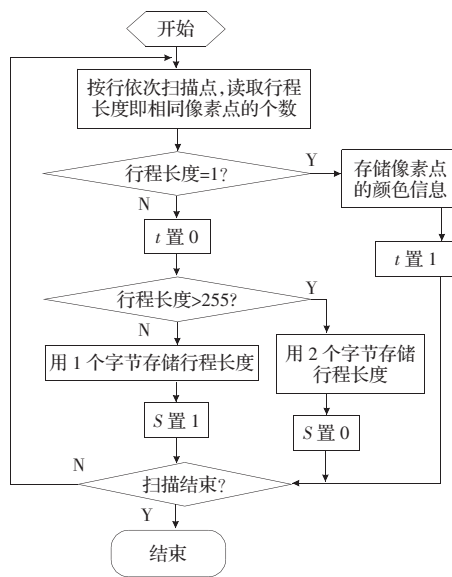 开始
按行依次扫描点,读取行程
长度即相同像素点的个数
行程长度=1?
Y
存储像素点
的颜色信息
N
t 置 0
t 置 1
行程长度>255?
Y
N
用 1 个字节存储行程长度
用 2 个字节存储
行程长度
S 置 1
S 置 0
N
扫描结束?
Y
结束